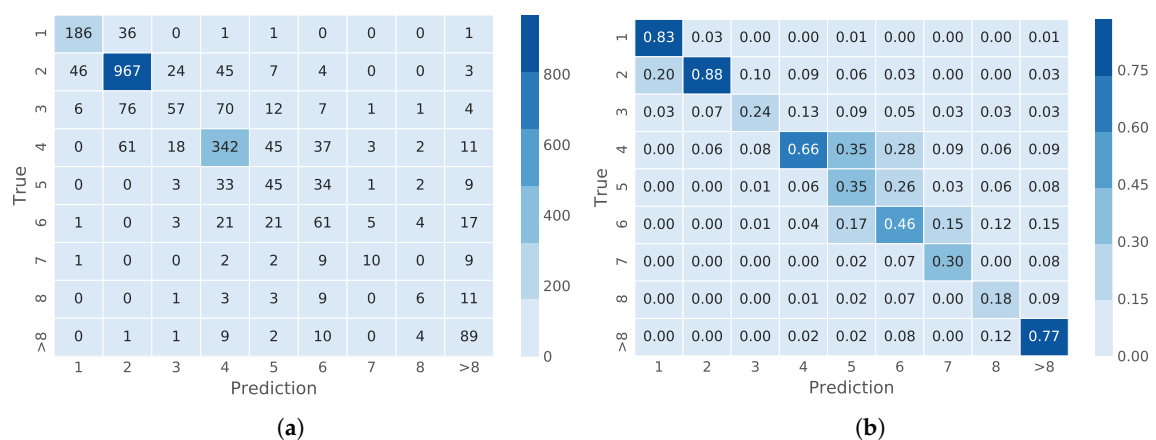 1 186 36 0 1 1 0 0 0 1
2 46 967 24 45 7 4 0 0 3
3 6 76 57 70 12 7 1 1 4
4 0 61 18 342 45 37 3 2 11
5 0 0 3 33 45 34 1 2 9
6 1 0 3 21 21 61 5 4 17
7 1 0 0 2 2 9 10 0 9
8 0 0 1 3 3 9 0 6 11
>8 0 1 1 9 2 10 0 4 89
1 2 3 4 5 6 7 8 >8
True
Prediction
800
600
400
200
0
(a)
1 0.83 0.03 0.00 0.00 0.01 0.00 0.00 0.00 0.01
2 0.20 0.88 0.10 0.09 0.06 0.03 0.00 0.00 0.03
3 0.03 0.07 0.24 0.13 0.09 0.05 0.03 0.03 0.03
4 0.00 0.06 0.08 0.66 0.35 0.28 0.09 0.06 0.09
5 0.00 0.00 0.01 0.06 0.35 0.26 0.03 0.06 0.08
6 0.00 0.00 0.01 0.04 0.17 0.46 0.15 0.12 0.15
7 0.00 0.00 0.00 0.00 0.02 0.07 0.30 0.00 0.08
8 0.00 0.00 0.00 0.01 0.02 0.07 0.00 0.18 0.09
>8 0.00 0.00 0.00 0.02 0.02 0.08 0.00 0.12 0.77
1 2 3 4 5 6 7 8 >8
True
Prediction
0.75
0.60
0.45
0.30
0.15
0.00
(b)